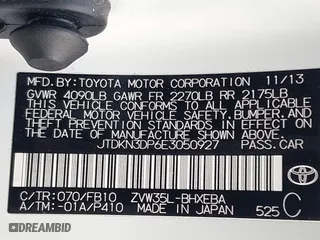 MFD.BY:TOYOTA MOTOR CORPORATION 11/13
GVWR 4090LB GAWR FR 2270LB RR 2175LB
THIS VEHICLE CONFORMS TO ALL APPLICABLE
FEDERAL MOTOR VEHICLE SAFETY, BUMPER, AND
THEFT PREVENTION STANDARDS IN EFFECT ON
THE DATE OF MANUFACTURE SHOWN ABOVE.
JTDKN3DP6E3050927 PASS.CAR
C/TR:070/FB10 ZVW35L-BHXEBA
A/TM:-01A/P410 MADE IN JAPAN 525 C
TOYOTA
DEALERS